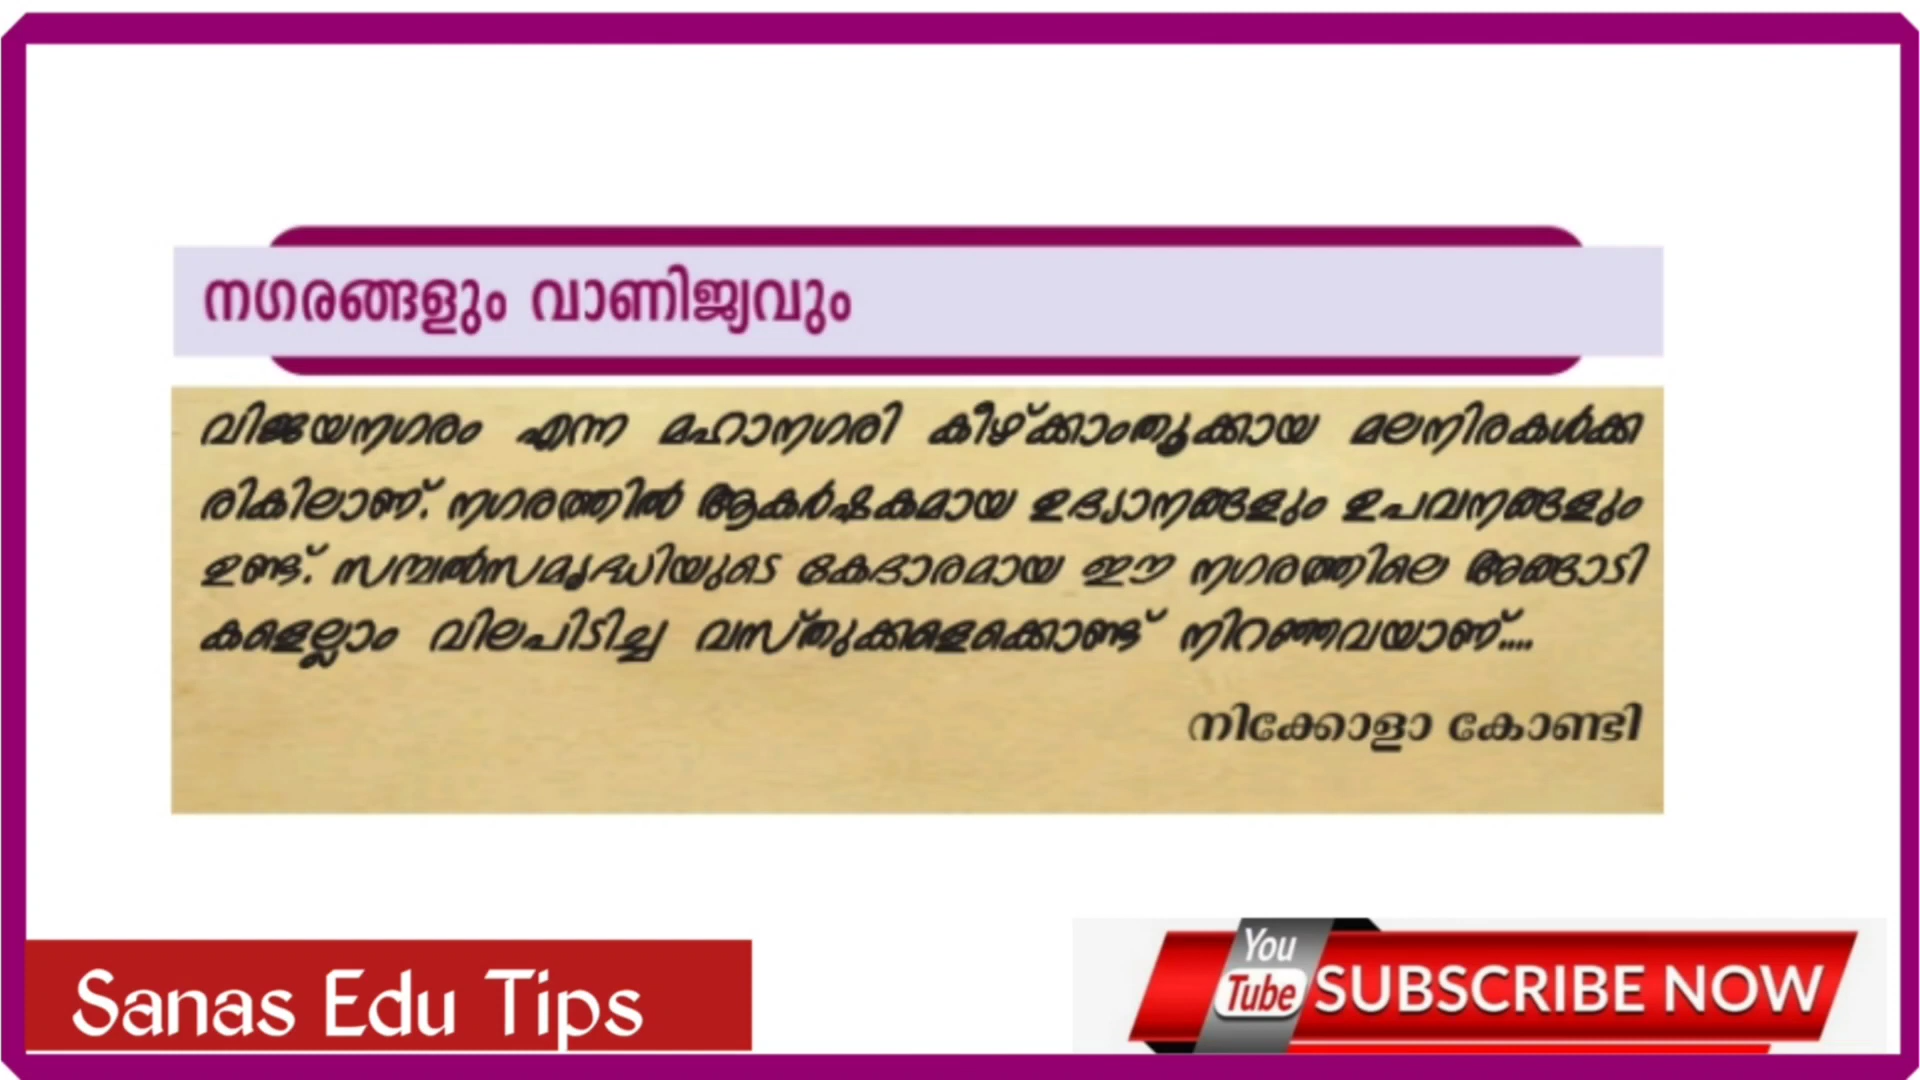 നഗരങ്ങളും വാണിജ്യവും
വിജയനഗരം എന്ന മഹാനഗരി കീഴ്ക്കാംതൂക്കായ മലനിരകൾക്ക
രികിലാണ്. നഗരത്തിൽ ആകർഷകമായ ഉദ്യാനങ്ങളും ഉപവനങ്ങളും
ഉണ്ട്. സമ്പൽസമൃദ്ധിയുടെ കേദാരമായ ഈ നഗരത്തിലെ അങ്ങാടി
കളെല്ലാം വിലപിടിച്ച വസ്തുക്കളെക്കൊണ്ട് നിറഞ്ഞവയാണ്....
നിക്കോളാ കോണ്ടി
Sanas Edu Tips
You
Tube SUBSCRIBE NOW